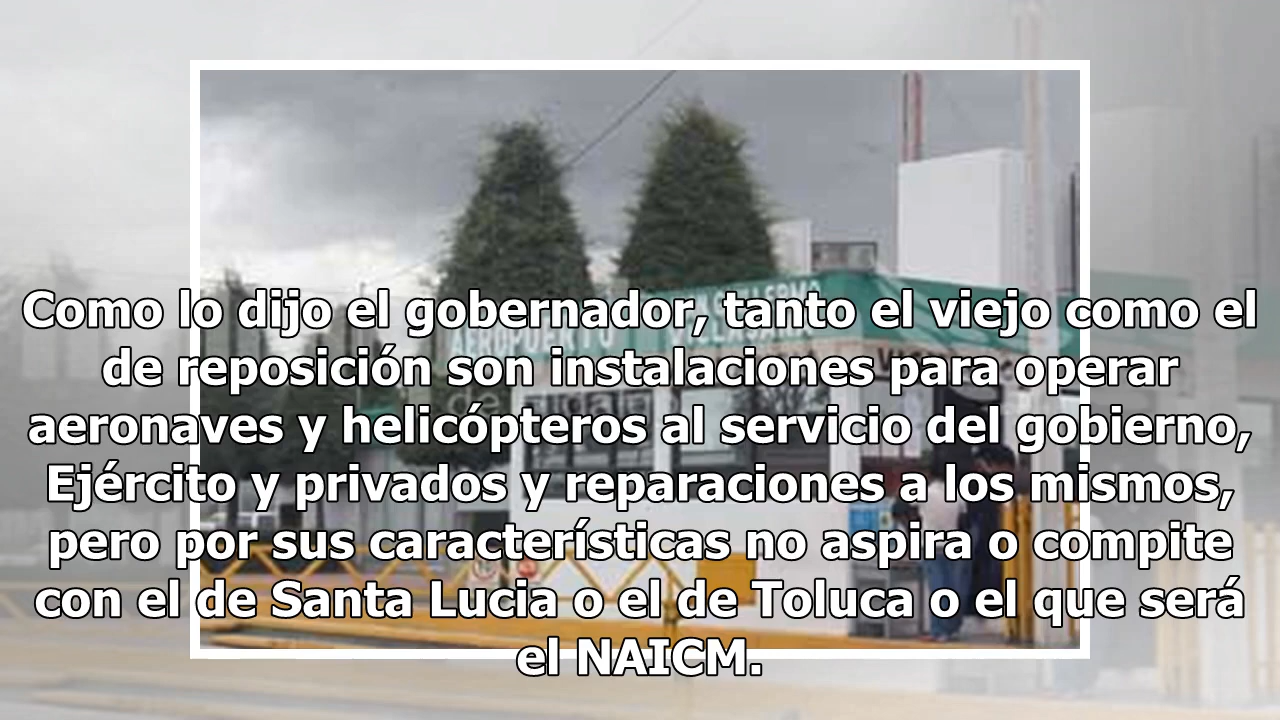 Como lo dijo el gobernador, tanto el viejo como el
de reposición son instalaciones para operar
aeronaves y helicópteros al servicio del gobierno,
Ejército y privados y reparaciones a los mismos,
pero por sus características no aspira o compite
con el de Santa Lucia o el de Toluca o el que será
el NAICM.
AEROPUERTO